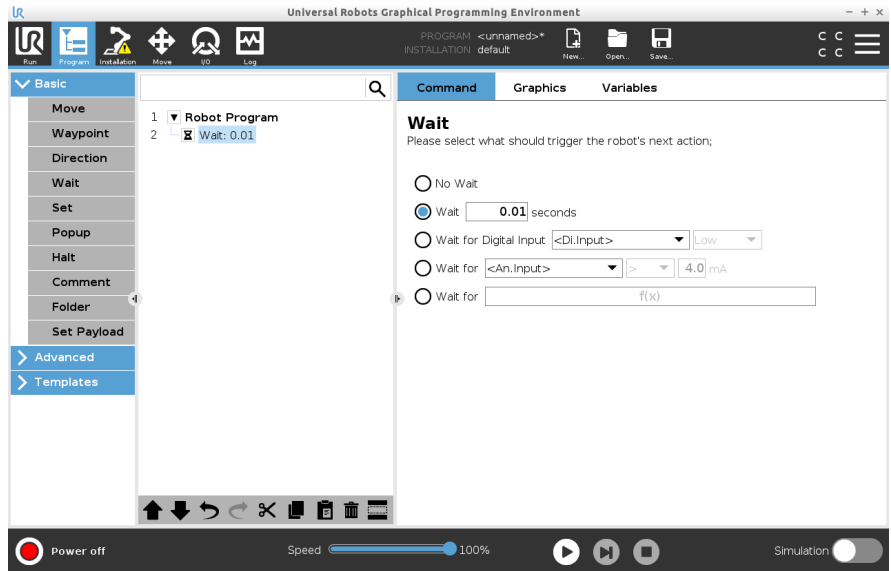 UR
Universal Robots Graphical Programming Environment
UR
Run
Program
Installation
Move
I/O
Log
PROGRAM <unnamed>*
INSTALLATION default
New...
Open...
Save...
C C
C C
Basic
Move
Waypoint
Direction
Wait
Set
Popup
Halt
Comment
Folder
Set Payload
Advanced
Templates
1 Robot Program
2 Wait: 0.01
Command Graphics Variables
Wait
Please select what should trigger the robot's next action;
No Wait
Wait 0.01 seconds
Wait for Digital Input <Di.Input> Low
Wait for <An.Input> > 4.0 mA
Wait for f(x)
Power off
Speed 100%
Simulation